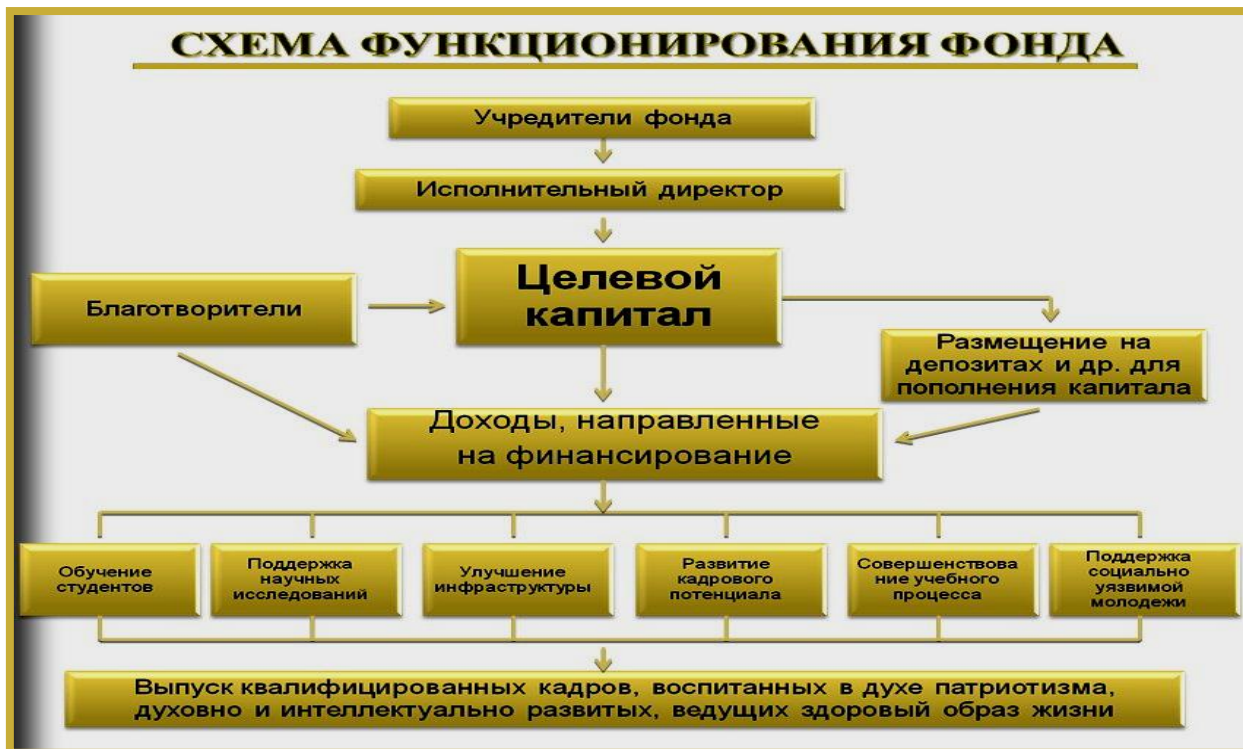 СХЕМА ФУНКЦИОНИРОВАНИЯ ФОНДА
Учредители фонда
Исполнительный директор
Целевой
капитал
Благотворители
Размещение на
депозитах и др. для
пополнения капитала
Доходы, направленные
на финансирование
Обучение
студентов
Поддержка
научных
исследований
Улучшение
инфраструктуры
Развитие
кадрового
потенциала
Совершенствова
ние учебного
процесса
Поддержка
социально
уязвимой
молодежи
Выпуск квалифицированных кадров, воспитанных в духе патриотизма,
духовно и интеллектуально развитых, ведущих здоровый образ жизни